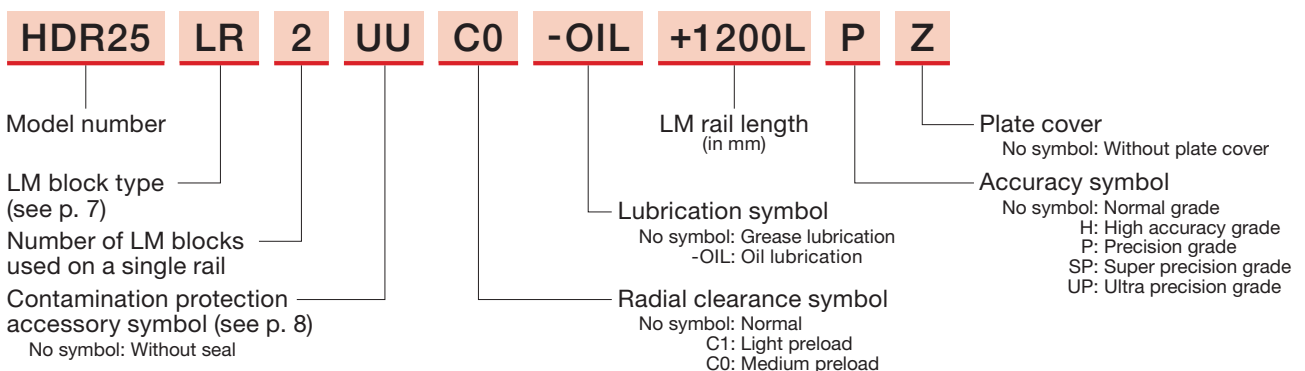 HDR25 LR 2 UU C0 -OIL +1200L P Z
Model number
LM block type
(see p. 7)
Number of LM blocks
used on a single rail
Contamination protection
accessory symbol (see p. 8)
No symbol: Without seal
LM rail length
(in mm)
Lubrication symbol
No symbol: Grease lubrication
-OIL: Oil lubrication
Radial clearance symbol
No symbol: Normal
C1: Light preload
C0: Medium preload
Plate cover
No symbol: Without plate cover
Accuracy symbol
No symbol: Normal grade
H: High accuracy grade
P: Precision grade
SP: Super precision grade
UP: Ultra precision grade